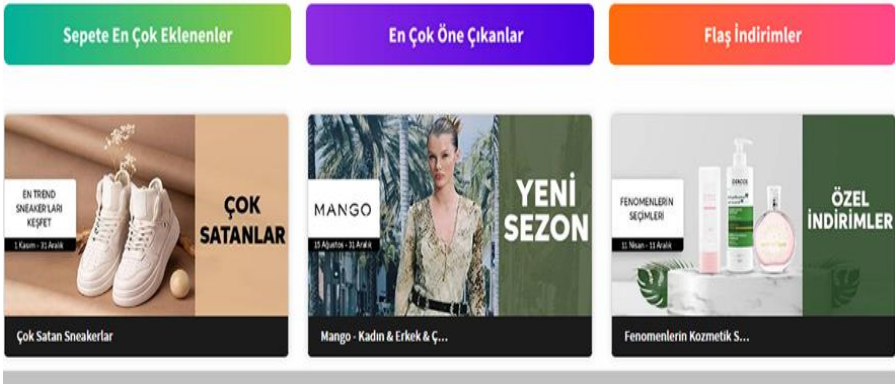 Sepete En Çok Eklenenler
En Çok Öne Çıkanlar
Flaş İndirimler
EN TREND
SNEAKER'LARI
KEŞFET
1 Kasım - 31 Aralık
ÇOK
SATANLAR
Çok Satan Sneakerlar
MANGO
15 Ağustos - 31 Aralık
YENİ
SEZON
Mango - Kadın & Erkek & Ç...
FENOMENLERİN
SEÇİMLERİ
11 Nisan - 11 Aralık
DERCOS
ÖZEL
İNDİRİMLER
Fenomenlerin Kozmetik S...